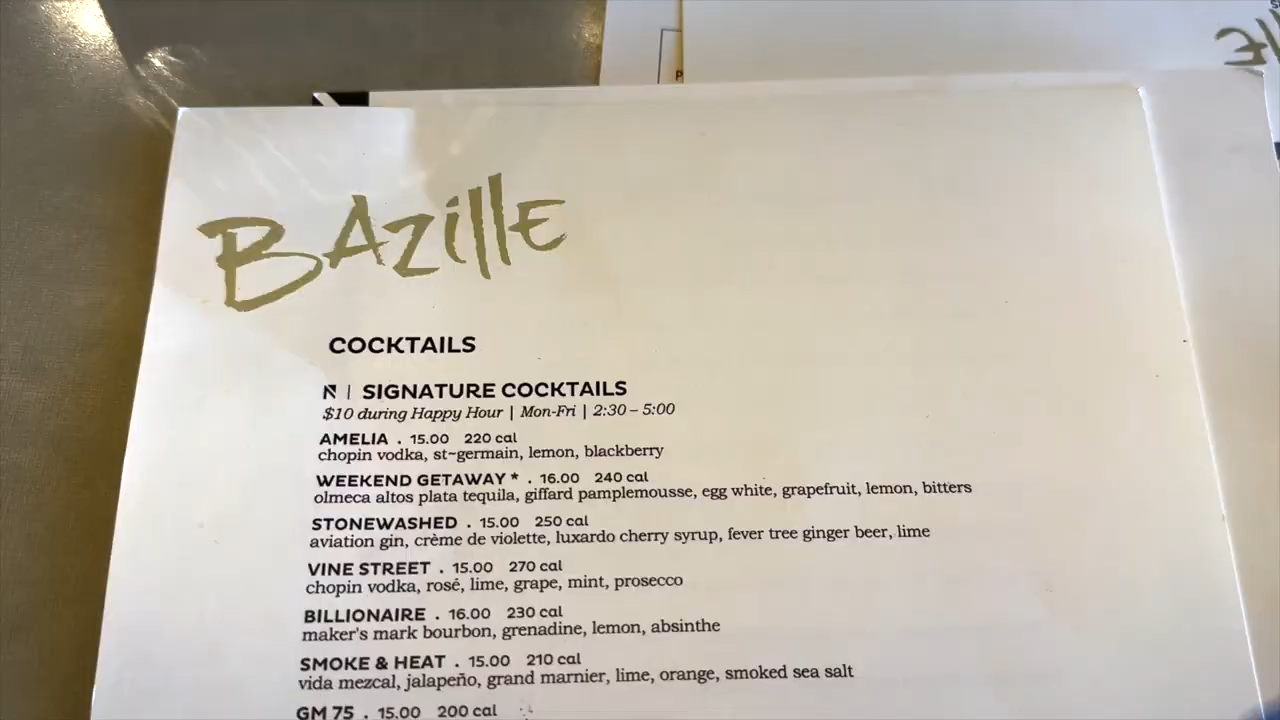 BAzillE
COCKTAILS
N | SIGNATURE COCKTAILS
$10 during Happy Hour | Mon-Fri | 2:30 – 5:00
AMELIA . 15.00 220 cal
chopin vodka, st~germain, lemon, blackberry
WEEKEND GETAWAY * . 16.00 240 cal
olmeca altos plata tequila, giffard pamplemousse, egg white, grapefruit, lemon, bitters
STONEWASHED . 15.00 250 cal
aviation gin, crème de violette, luxardo cherry syrup, fever tree ginger beer, lime
VINE STREET . 15.00 270 cal
chopin vodka, rosé, lime, grape, mint, prosecco
BILLIONAIRE . 16.00 230 cal
maker's mark bourbon, grenadine, lemon, absinthe
SMOKE & HEAT . 15.00 210 cal
vida mezcal, jalapeño, grand marnier, lime, orange, smoked sea salt
GM 75 . 15.00 200 cal